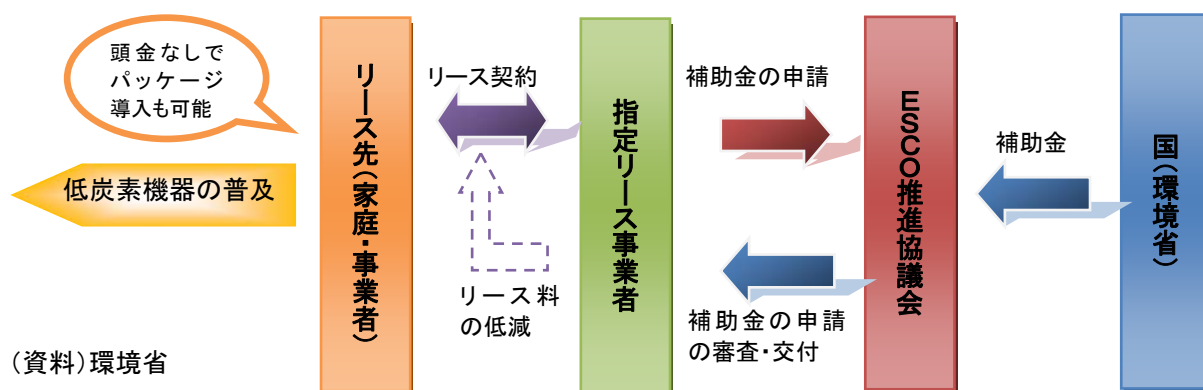 頭金なしで
パッケージ
導入も可能
低炭素機器の普及
リース先(家庭・事業者)
リース契約
リース料
の低減
指定リース事業者
補助金の申請
補助金の申請
の審査・交付
ESCO推進協議会
補助金
国(環境省)
(資料)環境省